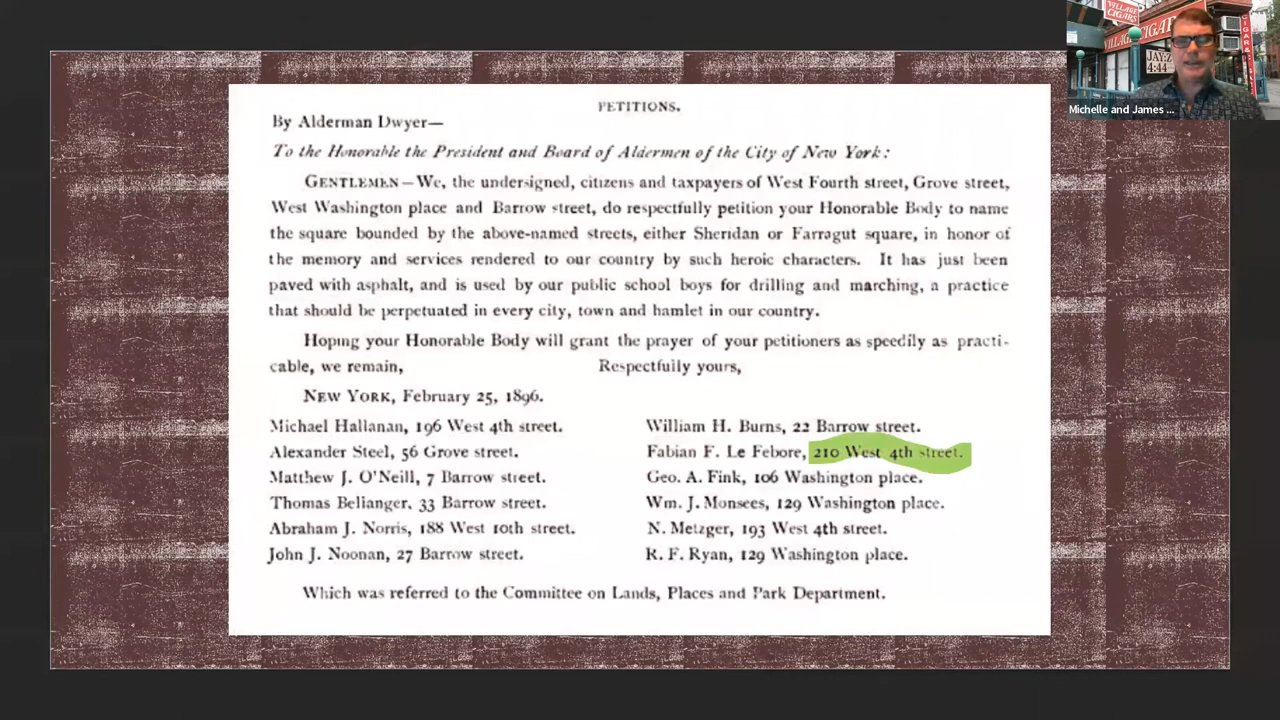 PETITIONS.
By Alderman Dwyer—
To the Honorable the President and Board of Aldermen of the City of New York:
GENTLEMEN—We, the undersigned, citizens and taxpayers of West Fourth street, Grove street,
West Washington place and Barrow street, do respectfully petition your Honorable Body to name
the square bounded by the above-named streets, either Sheridan or Farragut square, in honor of
the memory and services rendered to our country by such heroic characters. It has just been
paved with asphalt, and is used by our public school boys for drilling and marching, a practice
that should be perpetuated in every city, town and hamlet in our country.
Hoping your Honorable Body will grant the prayer of your petitioners as speedily as practi-
cable, we remain, Respectfully yours,
NEW YORK, February 25, 1896.
Michael Hallanan, 196 West 4th street.
Alexander Steel, 56 Grove street.
Matthew J. O'Neill, 7 Barrow street.
Thomas Belianger, 33 Barrow street.
Abraham J. Norris, 188 West 10th street.
John J. Noonan, 27 Barrow street.
William H. Burns, 22 Barrow street.
Fabian F. Le Febore, 210 West 4th street.
Geo. A. Fink, 106 Washington place.
Wm. J. Monsees, 129 Washington place.
N. Metzger, 193 West 4th street.
R. F. Ryan, 129 Washington place.
Which was referred to the Committee on Lands, Places and Park Department.
VILLAGE
CIGARS
VILLAGE CIGARS
JAY-Z
4:44
CIGARS
Michelle and James ...